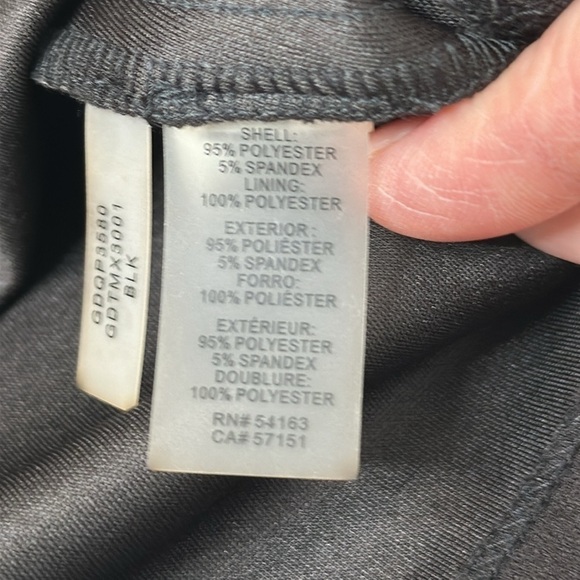 SHELL:
95% POLYESTER
5% SPANDEX
LINING:
100% POLYESTER
EXTERIOR :
95% POLIÉSTER
5% SPANDEX
FORRO:
100% POLIÉSTER
EXTÉRIEUR:
95% POLYESTER
5% SPANDEX
DOUBLURE:
100% POLYESTER
RN# 54163
CA# 57151
GDQP3580
GDTMX3001
BLK